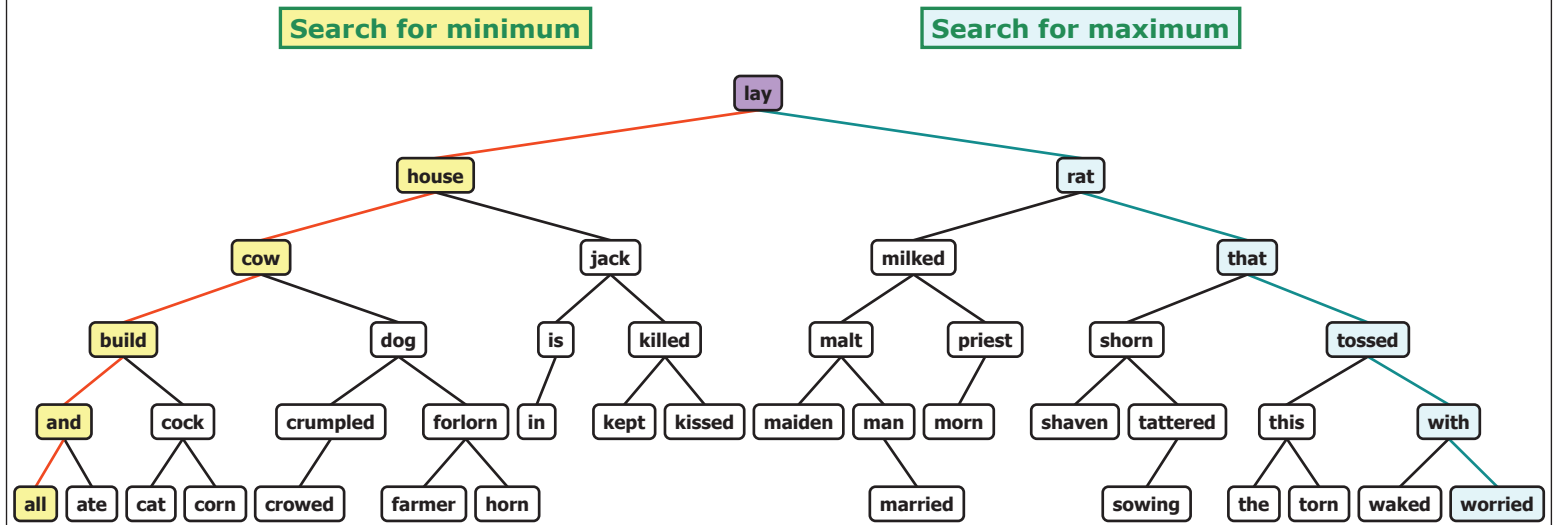 Search for minimum Search for maximum
lay
house rat
cow jack milked that
build dog is killed malt priest shorn tossed
and cock crumpled forlorn in kept kissed maiden man morn shaven tattered this with
all ate cat corn crowed farmer horn married sowing the torn waked worried